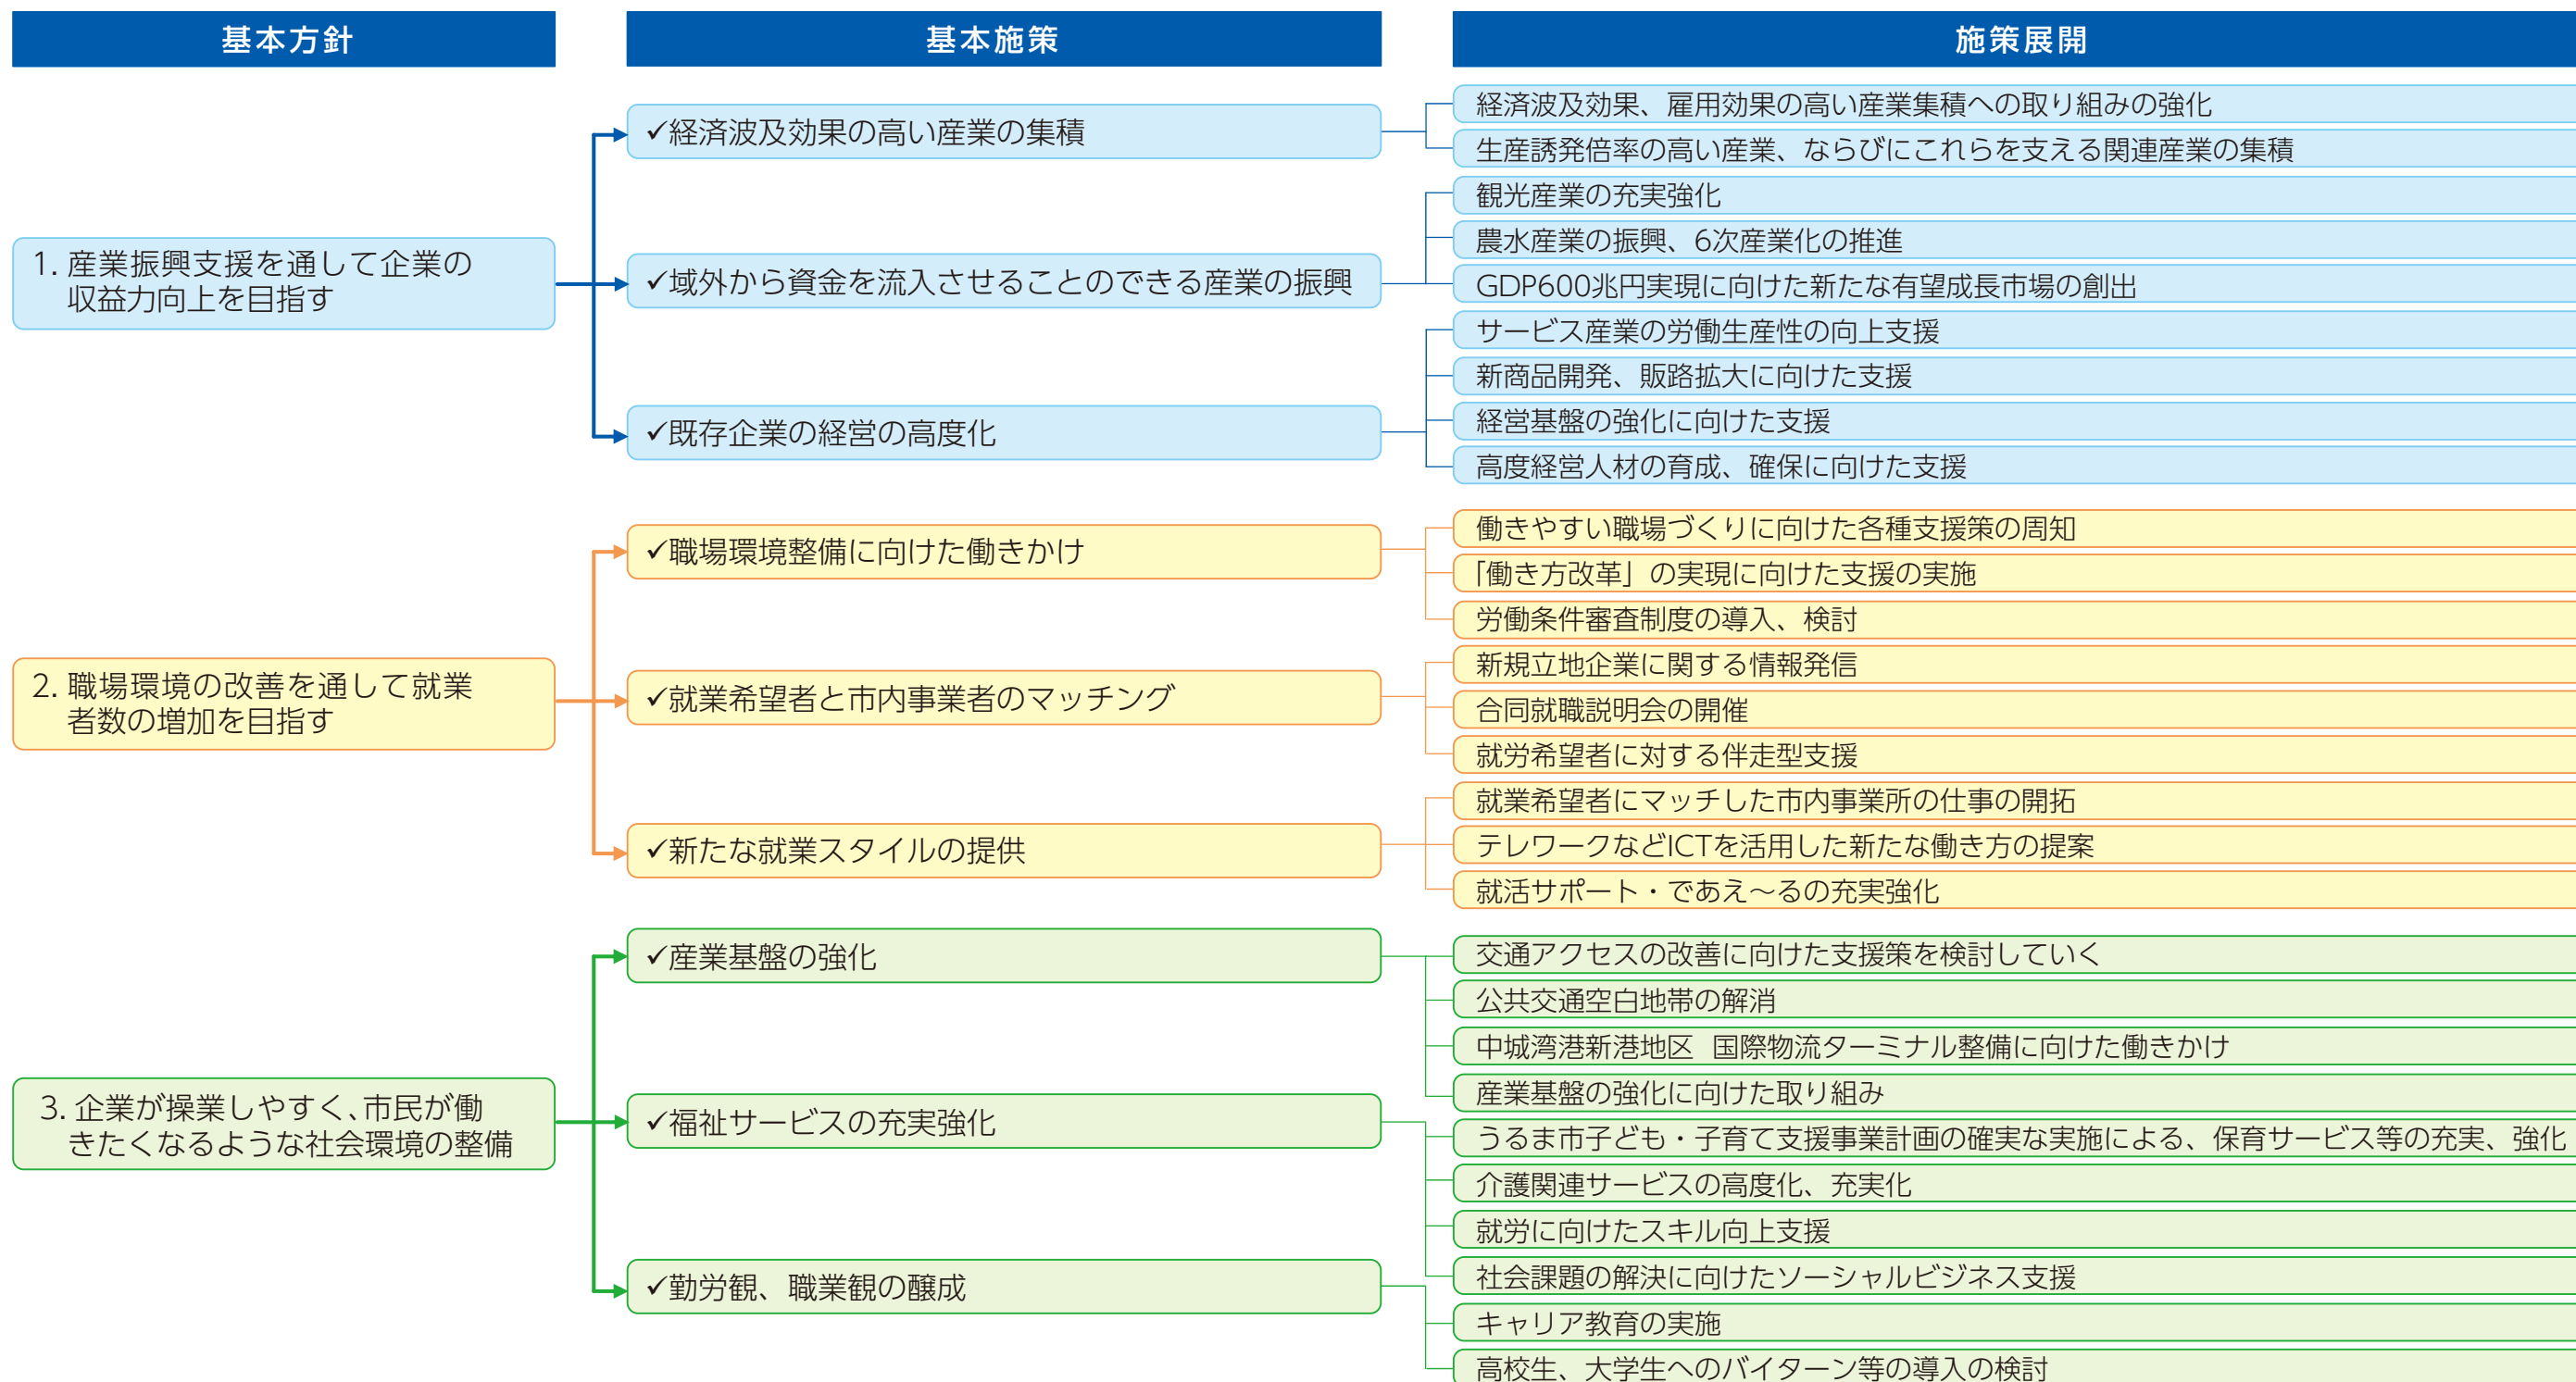 基本方針
基本施策
施策展開
1. 産業振興支援を通して企業の
収益力向上を目指す
✓経済波及効果の高い産業の集積
経済波及効果、雇用効果の高い産業集積への取り組みの強化
生産誘発倍率の高い産業、ならびにこれらを支える関連産業の集積
✓域外から資金を流入させることのできる産業の振興
観光産業の充実強化
農水産業の振興、6次産業化の推進
GDP600兆円実現に向けた新たな有望成長市場の創出
✓既存企業の経営の高度化
サービス産業の労働生産性の向上支援
新商品開発、販路拡大に向けた支援
経営基盤の強化に向けた支援
高度経営人材の育成、確保に向けた支援
2. 職場環境の改善を通して就業
者数の増加を目指す
✓職場環境整備に向けた働きかけ
働きやすい職場づくりに向けた各種支援策の周知
「働き方改革」の実現に向けた支援の実施
労働条件審査制度の導入、検討
✓就業希望者と市内事業者のマッチング
新規立地企業に関する情報発信
合同就職説明会の開催
就労希望者に対する伴走型支援
✓新たな就業スタイルの提供
就業希望者にマッチした市内事業所の仕事の開拓
テレワークなどICTを活用した新たな働き方の提案
就活サポート・であえ～るの充実強化
3. 企業が操業しやすく、市民が働
きたくなるような社会環境の整備
✓産業基盤の強化
交通アクセスの改善に向けた支援策を検討していく
公共交通空白地帯の解消
中城湾港新港地区 国際物流ターミナル整備に向けた働きかけ
産業基盤の強化に向けた取り組み
✓福祉サービスの充実強化
うるま市子ども・子育て支援事業計画の確実な実施による、保育サービス等の充実、強化
介護関連サービスの高度化、充実化
就労に向けたスキル向上支援
社会課題の解決に向けたソーシャルビジネス支援
✓勤労観、職業観の醸成
キャリア教育の実施
高校生、大学生へのバイターン等の導入の検討